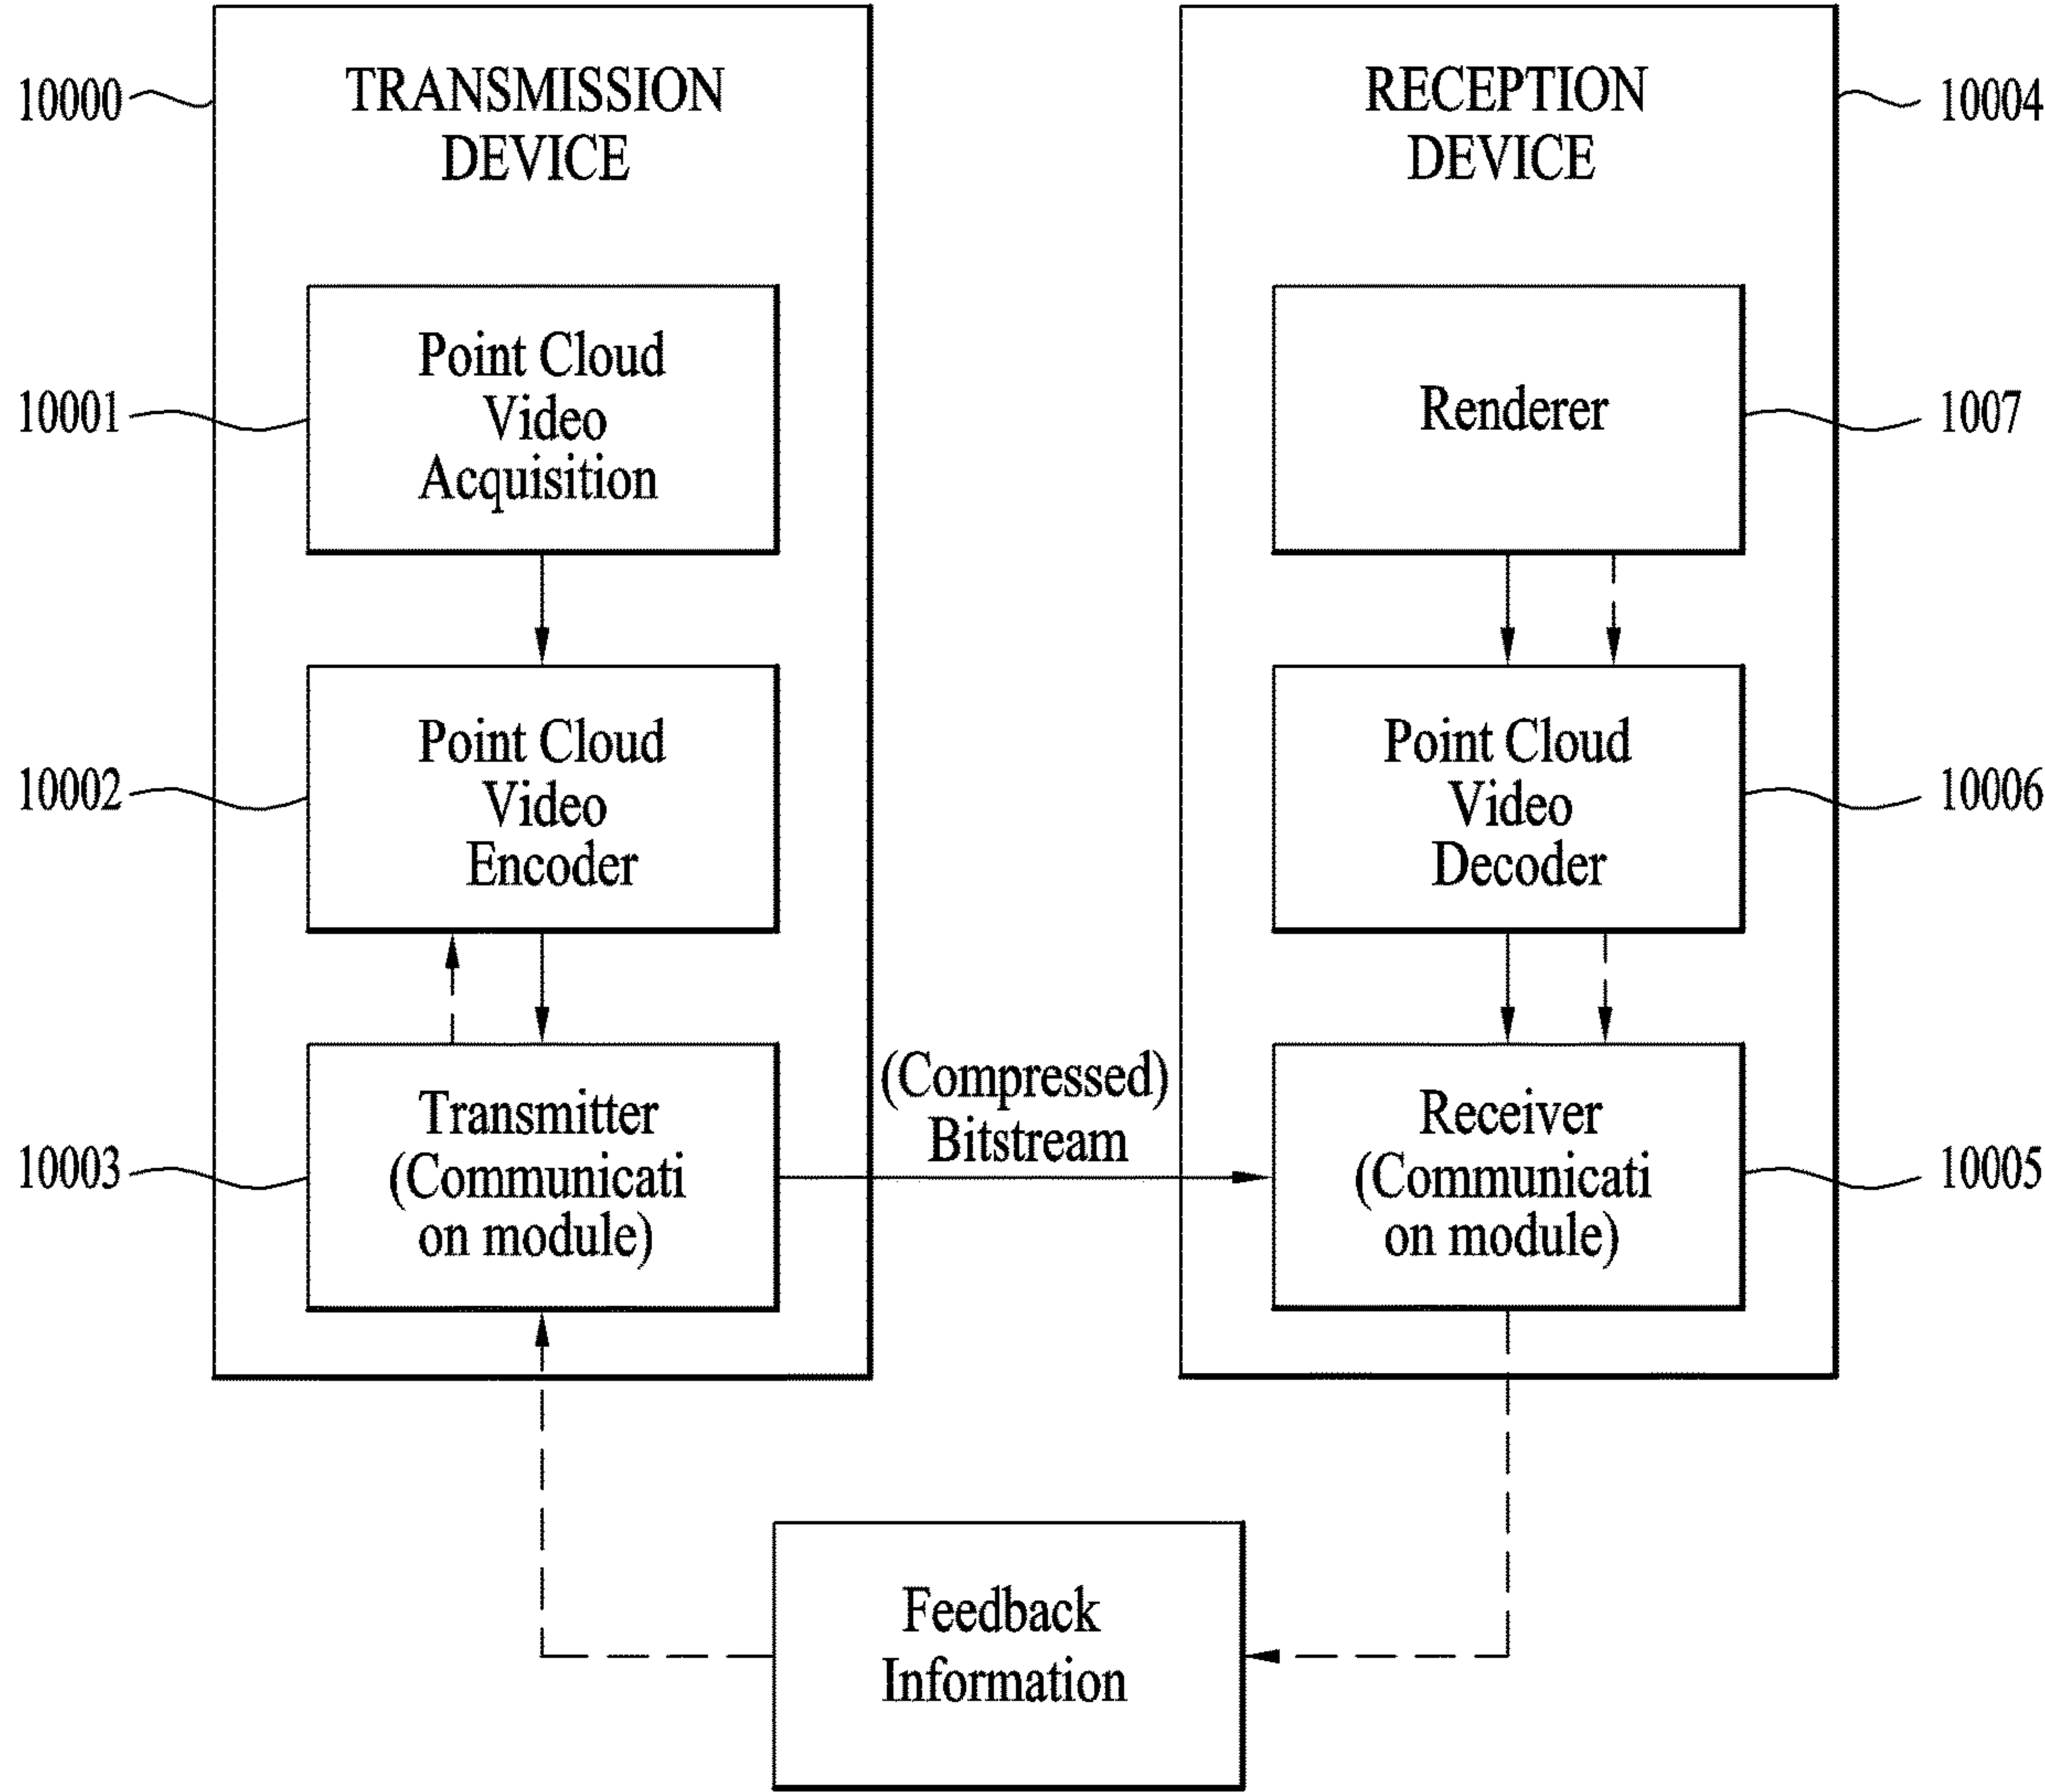 TRANSMISSION
DEVICE
10000
Point Cloud
Video
Acquisition
10001
Point Cloud
Video
Encoder
10002
Transmitter
(Communicati
on module)
10003
(Compressed)
Bitstream
RECEPTION
DEVICE
10004
Renderer
1007
Point Cloud
Video
Decoder
10006
Receiver
(Communicati
on module)
10005
Feedback
Information